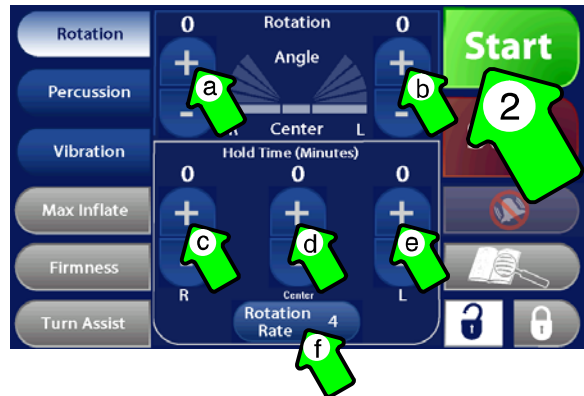 Rotation
Percussion
Vibration
Max Inflate
Firmness
Turn Assist
0 Rotation 0
Angle
+ +
a b
- -
R Center L
Hold Time (Minutes)
0 0 0
+ + +
c d e
R Center L
Rotation
Rate 4
f
Start
2